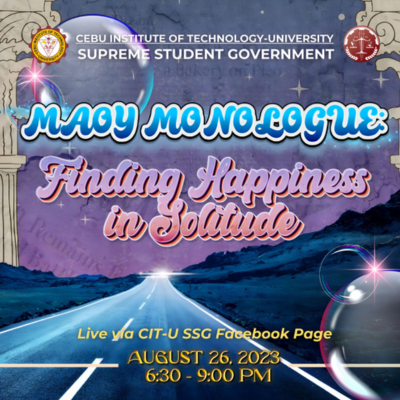 CEBU INSTITUTE OF TECHNOLOGY-UNIVERSITY
SUPREME STUDENT GOVERNMENT
MAOY MONOLOGUE:
Finding Happiness
in Solitude
Live via CIT-U SSG Facebook Page
AUGUST 26, 2023
6:30 - 9:00 PM